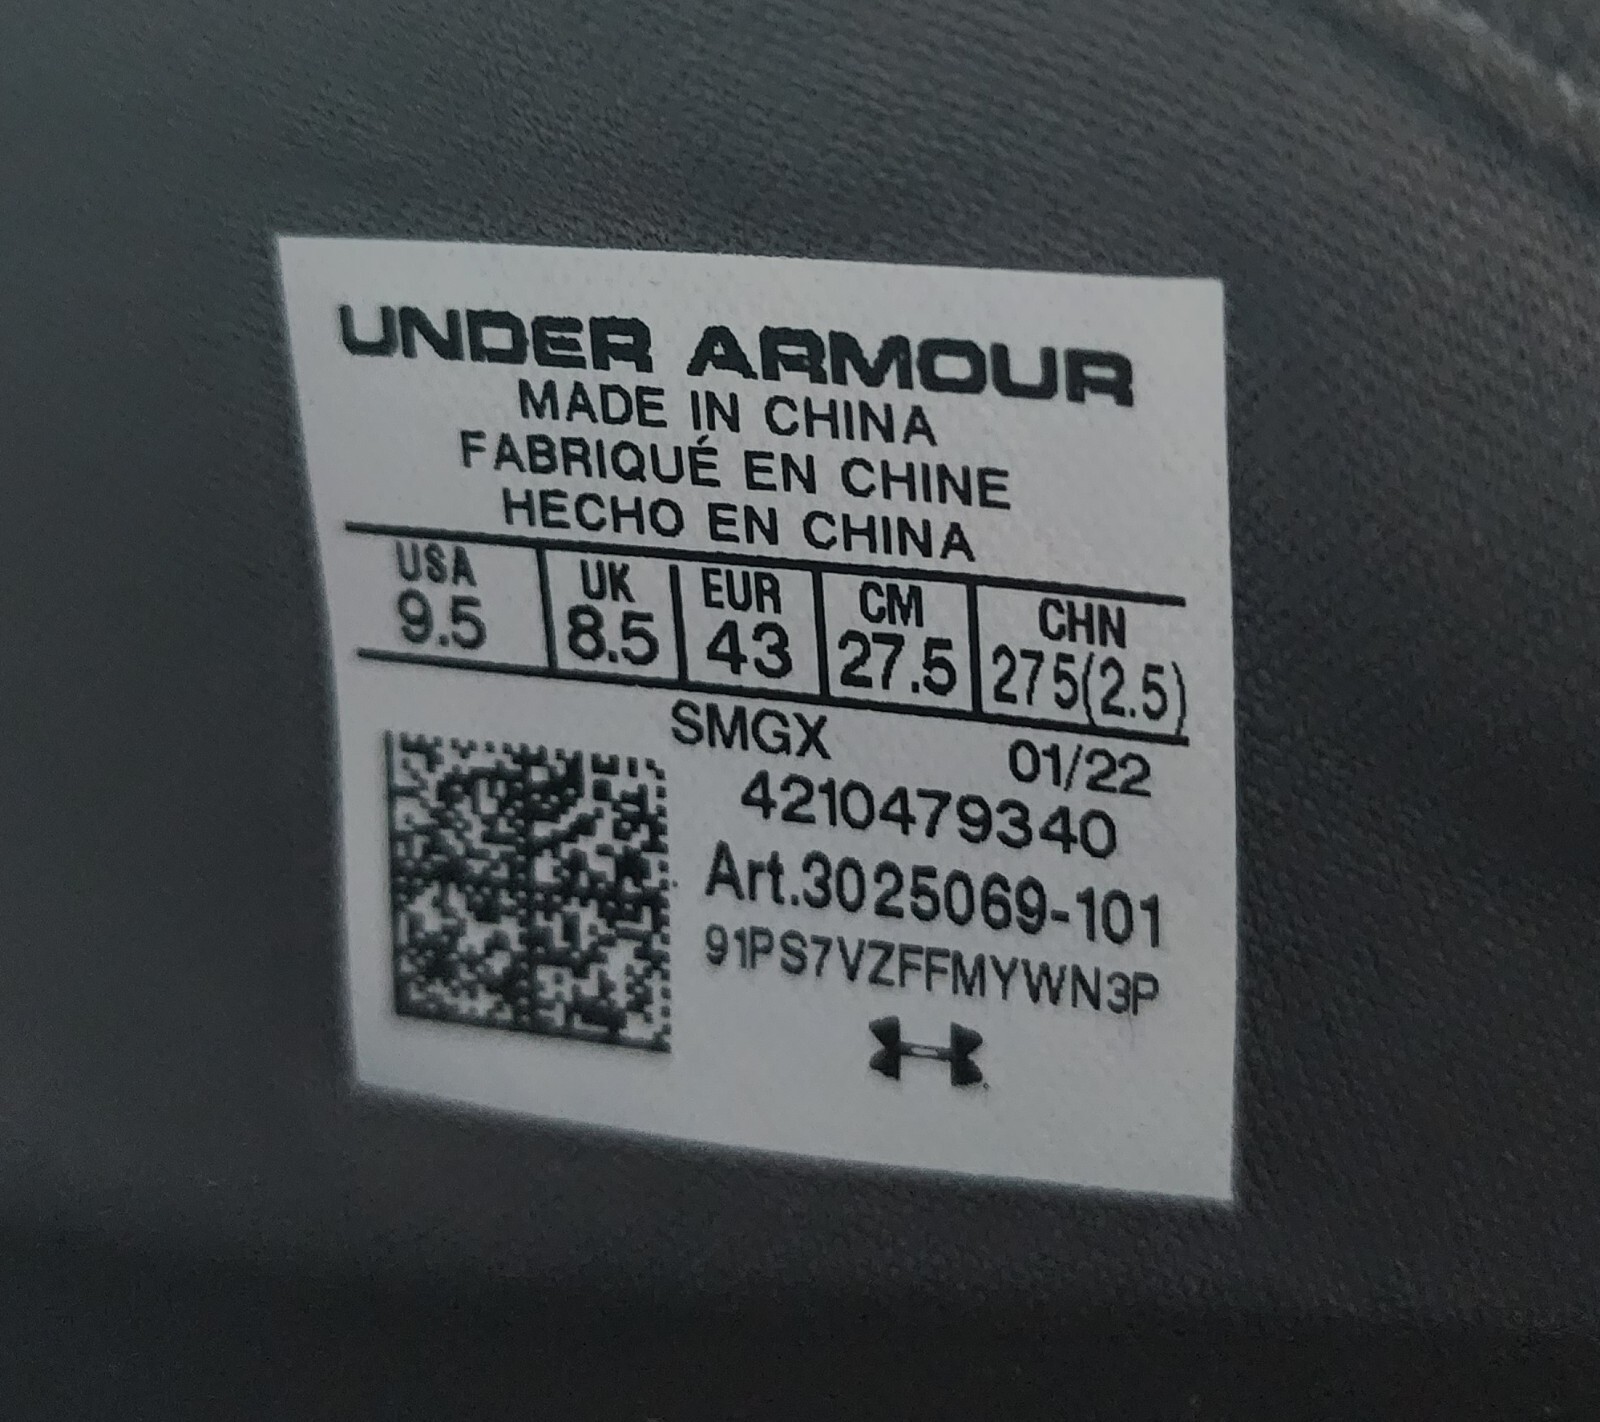 UNDER ARMOUR
MADE IN CHINA
FABRIQUÉ EN CHINE
HECHO EN CHINA
USA UK EUR CM CHN
9.5 8.5 43 27.5 275(2.5)
SMGX 01/22
4210479340
Art.3025069-101
91PS7VZFFMYWN3P